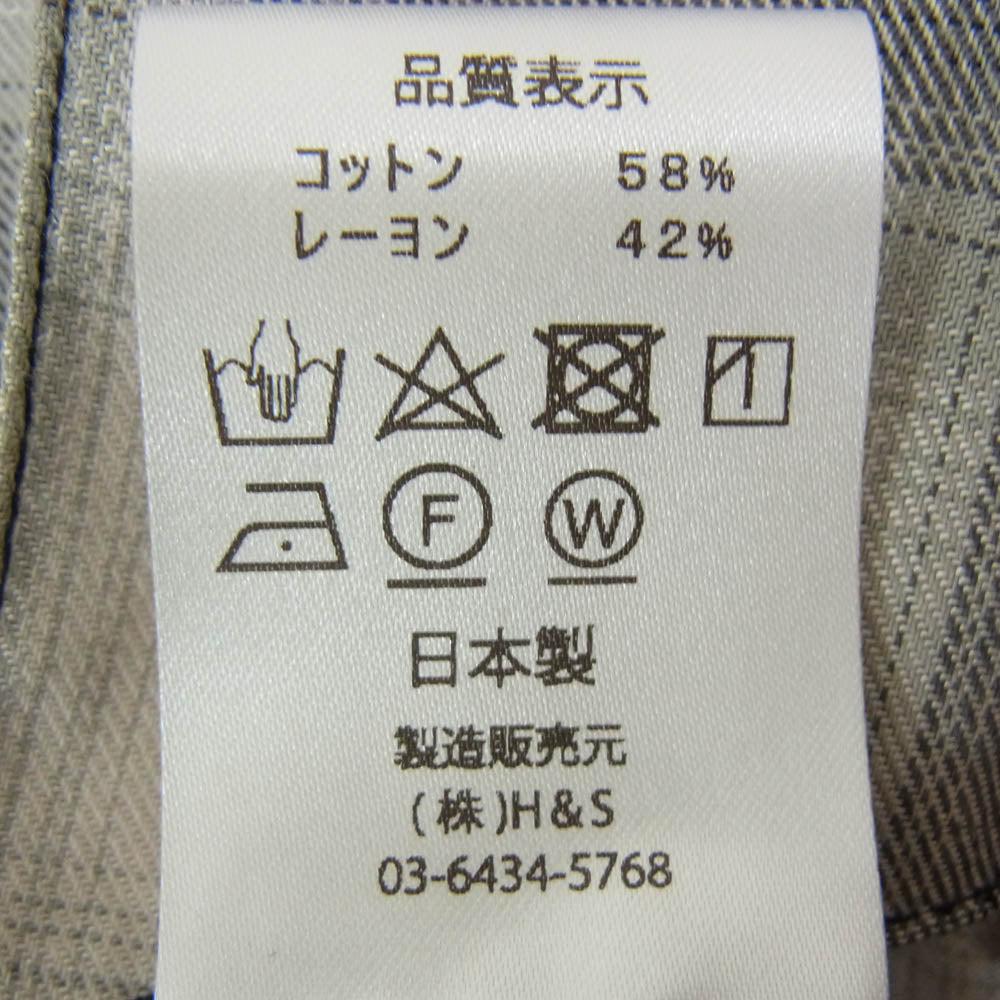 品質表示
コットン 58%
レーヨン 42%
F W
日本製
製造販売元
(株)H&S
03-6434-5768